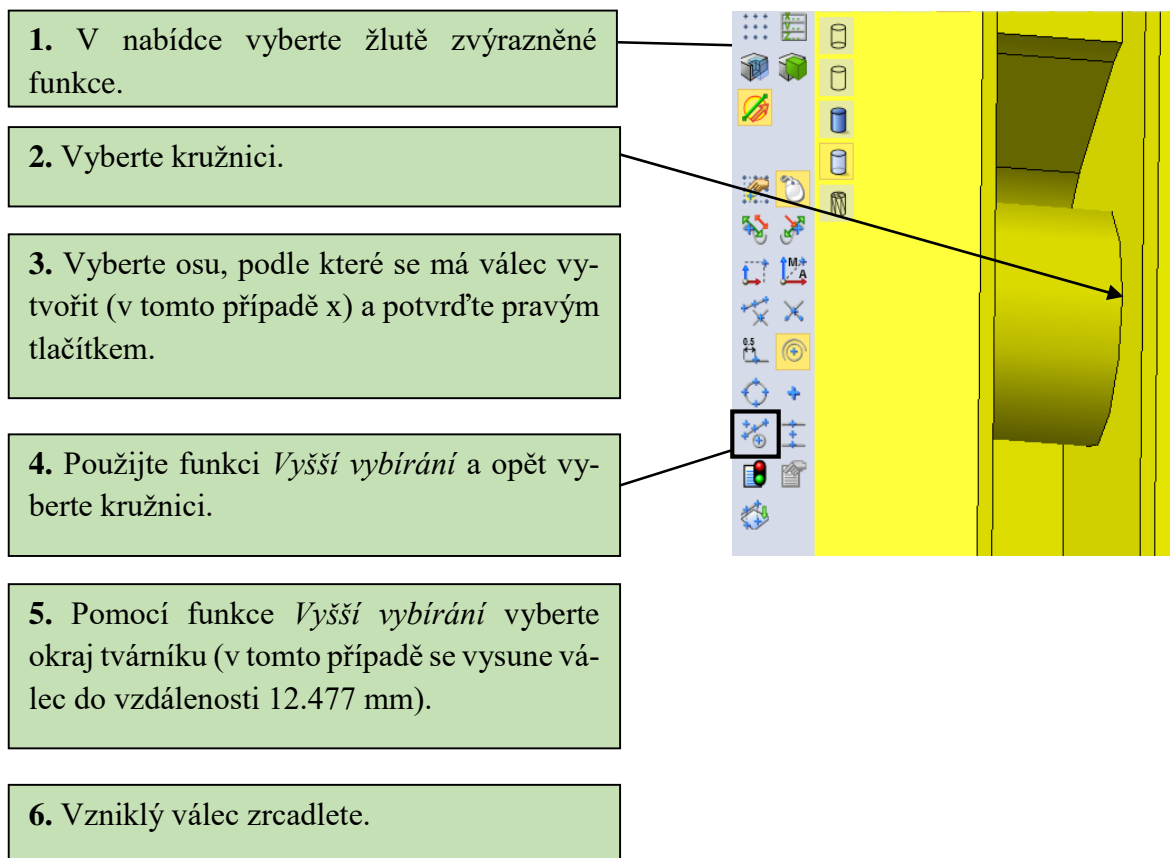 1. V nabídce vyberte žlutě zvýrazněné
funkce.
2. Vyberte kružnici.
3. Vyberte osu, podle které se má válec vy-
tvořit (v tomto případě x) a potvrďte pravým
tlačítkem.
4. Použijte funkci Vyšší vybírání a opět vy-
berte kružnici.
5. Pomocí funkce Vyšší vybírání vyberte
okraj tvárníku (v tomto případě se vysune vá-
lec do vzdálenosti 12.477 mm).
6. Vzniklý válec zrcadlete.
X...
Y...
Z...
M
A
0.5